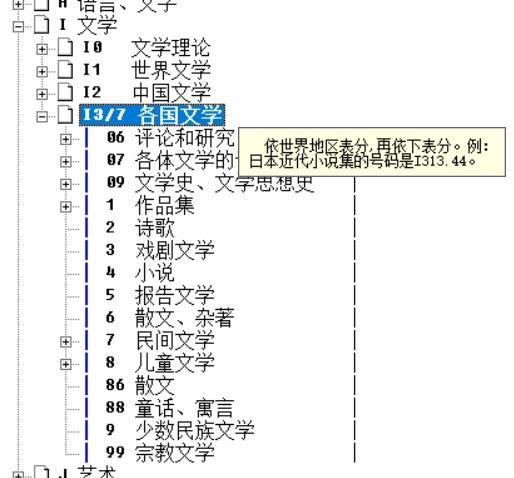 H 语言、文字
I 文学
I0 文学理论
I1 世界文学
I2 中国文学
I3/7 各国文学
06 评论和研究
依世界地区表分,再依下表分。例:
日本近代小说集的号码是I313.44。
07 各体文学的
09 文学史、文学思想史
1 作品集
2 诗歌
3 戏剧文学
4 小说
5 报告文学
6 散文、杂著
7 民间文学
8 儿童文学
86 散文
88 童话、寓言
9 少数民族文学
99 宗教文学
J 艺术